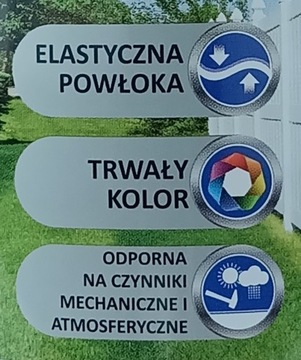 ELASTYCZNA
POWŁOKA
TRWAŁY
KOLOR
ODPORNA
NA CZYNNIKI
MECHANICZNE I
ATMOSFERYCZNE